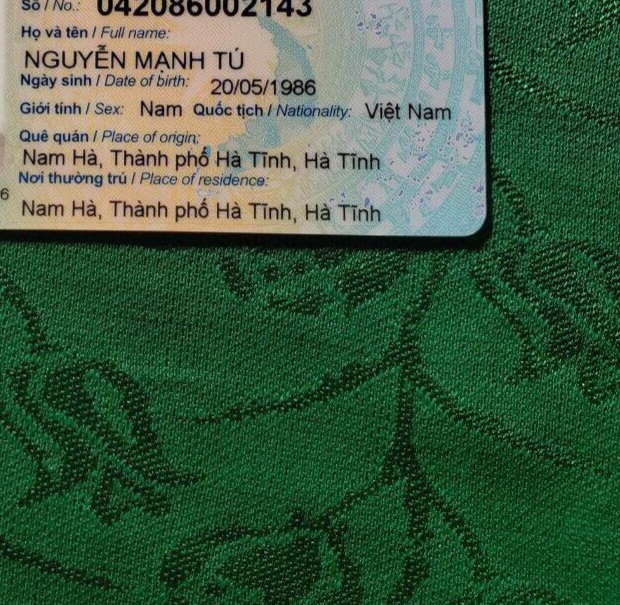 Số / No.: 042086002143
Họ và tên / Full name:
NGUYỄN MẠNH TÚ
Ngày sinh / Date of birth: 20/05/1986
Giới tính / Sex: Nam Quốc tịch / Nationality: Việt Nam
Quê quán / Place of origin:
Nam Hà, Thành phố Hà Tĩnh, Hà Tĩnh
Nơi thường trú / Place of residence:
6
Nam Hà, Thành phố Hà Tĩnh, Hà Tĩnh